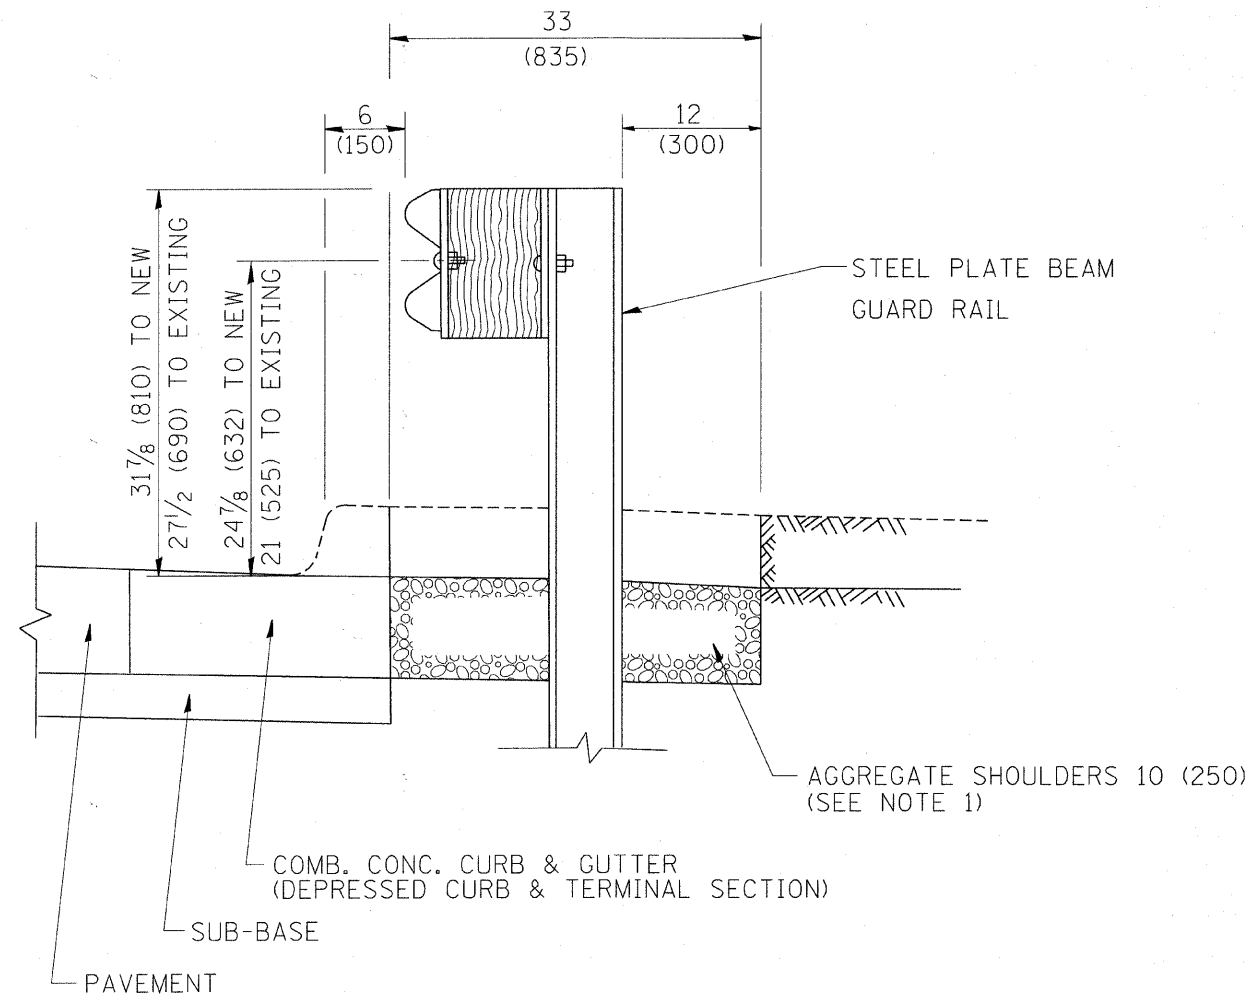 33
(835)
6
(150)
12
(300)
31⅞ (810) TO NEW
27½ (690) TO EXISTING
24⅞ (632) TO NEW
21 (525) TO EXISTING
STEEL PLATE BEAM
GUARD RAIL
AGGREGATE SHOULDERS 10 (250)
(SEE NOTE 1)
COMB. CONC. CURB & GUTTER
(DEPRESSED CURB & TERMINAL SECTION)
SUB-BASE
PAVEMENT